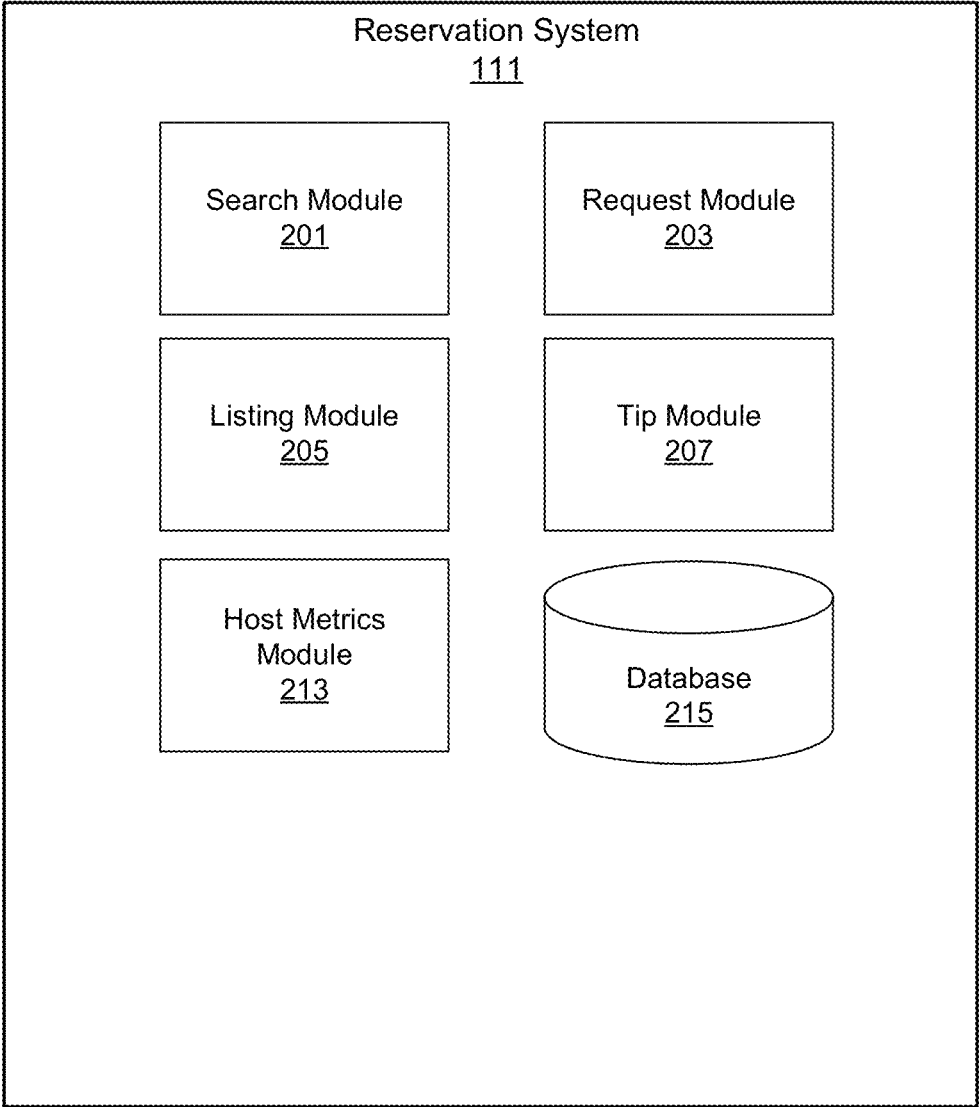 Reservation System
111
Search Module
201
Request Module
203
Listing Module
205
Tip Module
207
Host Metrics
Module
213
Database
215